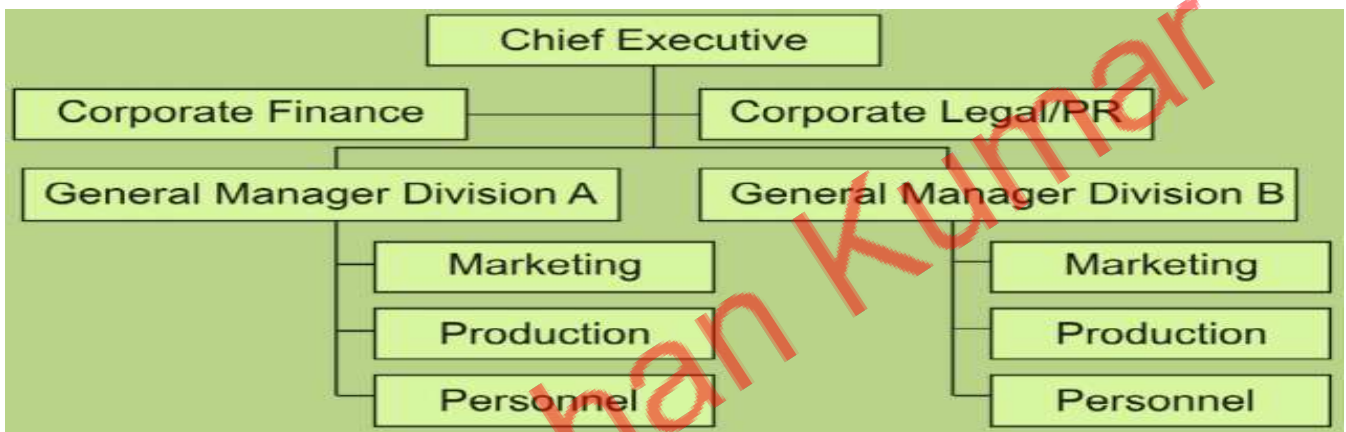 Chief Executive
Corporate Finance
Corporate Legal/PR
General Manager Division A
General Manager Division B
Marketing
Production
Personnel
Marketing
Production
Personnel
han Kumar